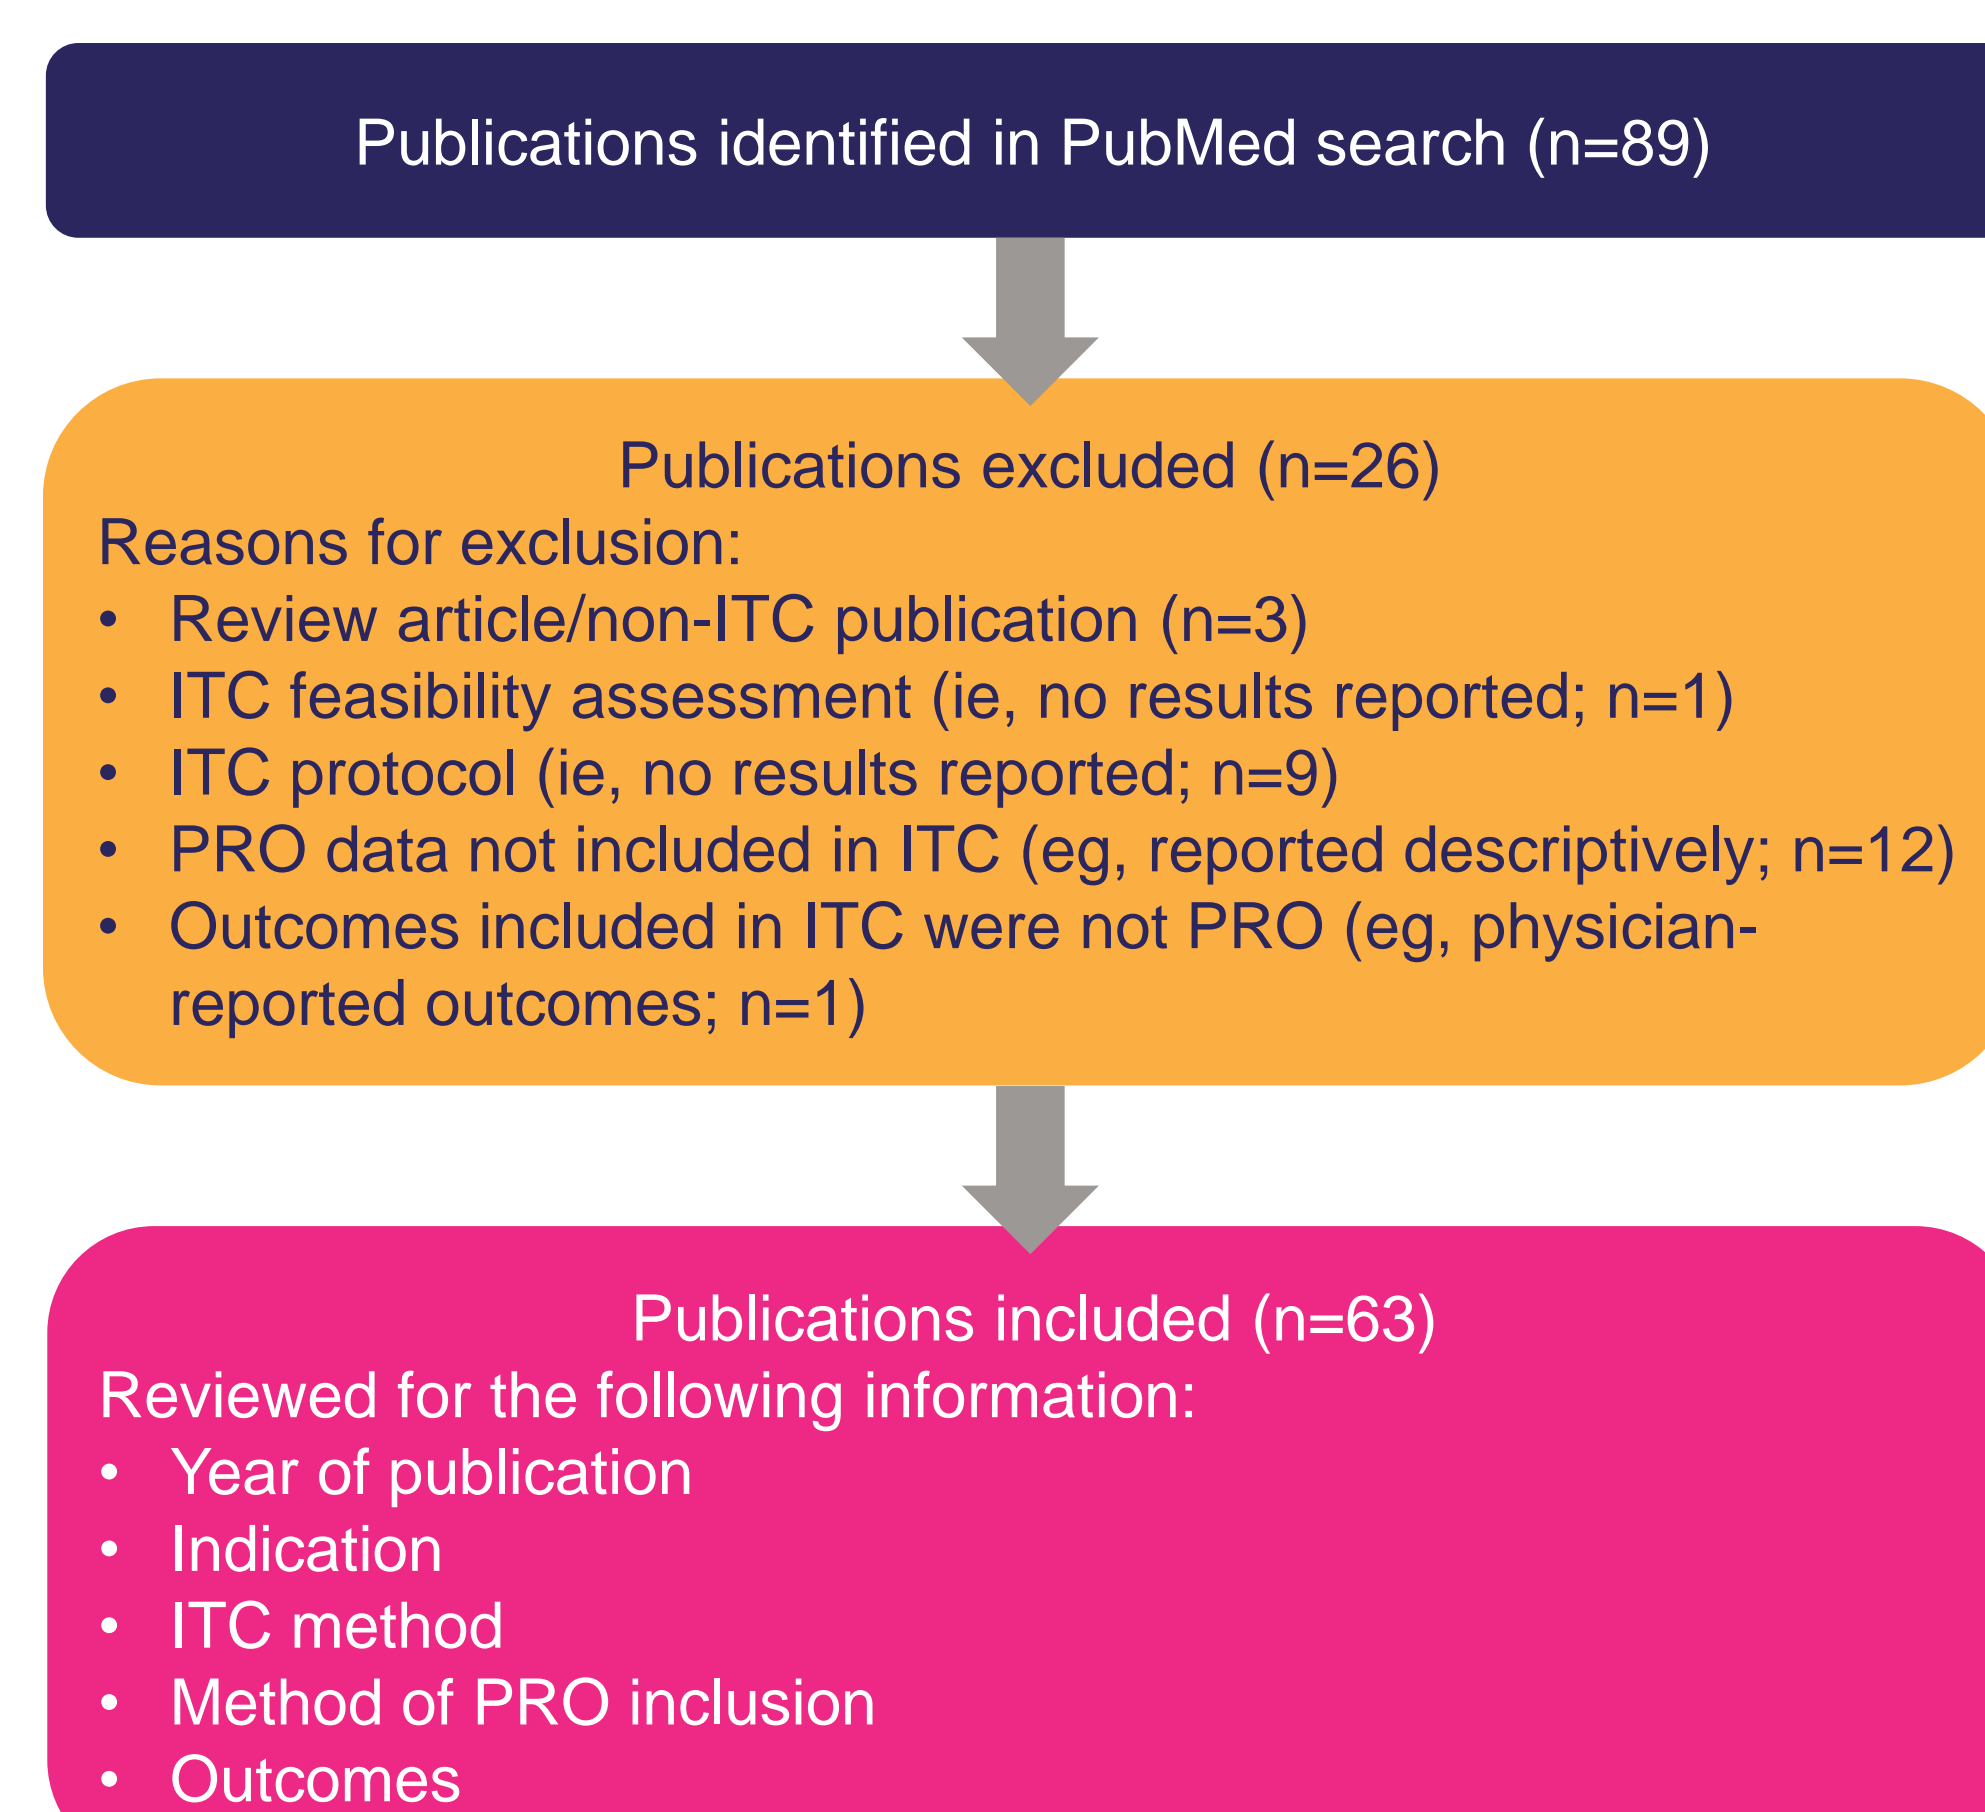 Publications identified in PubMed search (n=89)
Publications excluded (n=26)
Reasons for exclusion:
• Review article/non-ITC publication (n=3)
• ITC feasibility assessment (ie, no results reported; n=1)
• ITC protocol (ie, no results reported; n=9)
• PRO data not included in ITC (eg, reported descriptively; n=12)
• Outcomes included in ITC were not PRO (eg, physician-
reported outcomes; n=1)
Publications included (n=63)
Reviewed for the following information:
• Year of publication
• Indication
• ITC method
• Method of PRO inclusion
• Outcomes